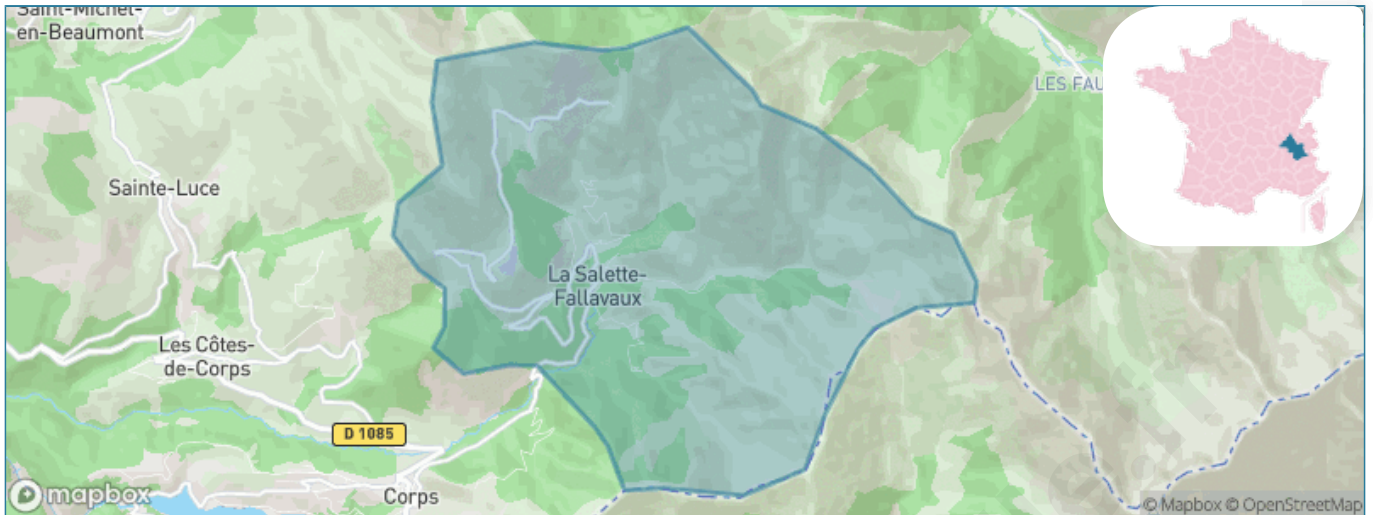 Saint-Michel-
en-Beaumont
LES FAU
Sainte-Luce
La Salette-
Fallavaux
Les Côtes-
de-Corps
D 1085
Corps
mapbox
© Mapbox © OpenStreetMap